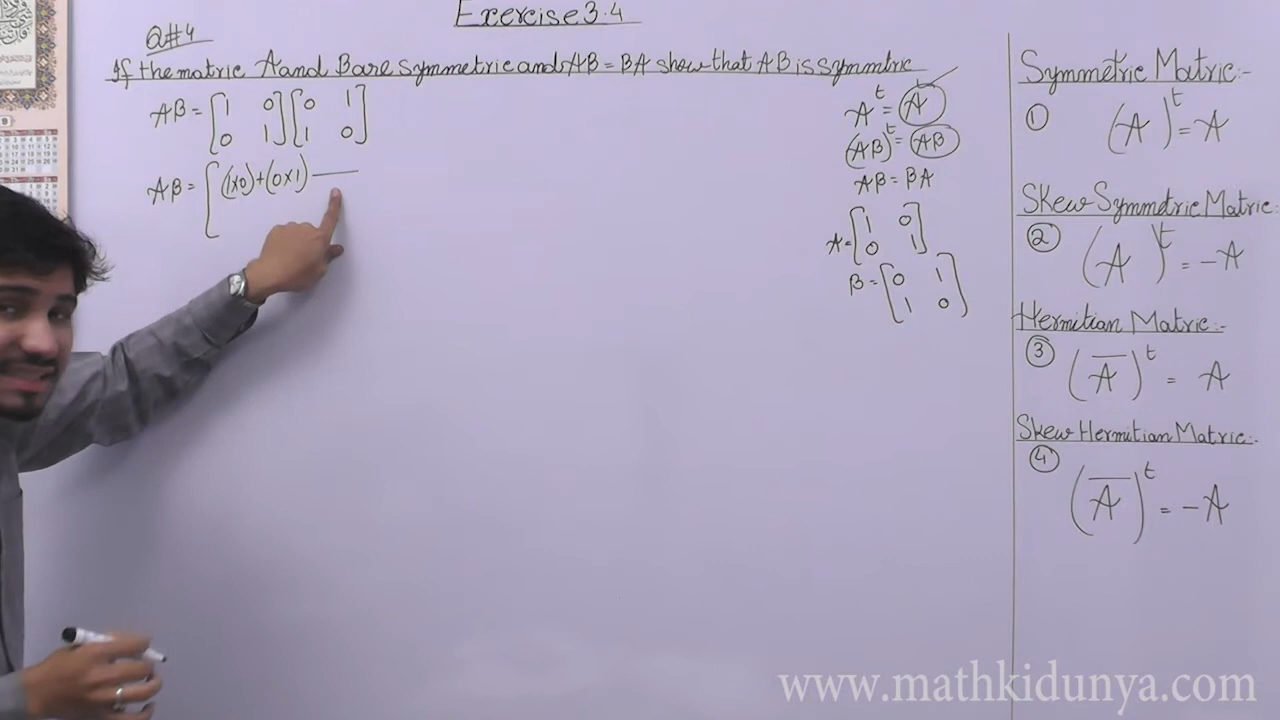 Exercise 3.4
Q#4
If the matric A and B are symmetric and AB = BA show that AB is symmtric
AB = [1 0 [0 1
0 1] 1 0]
AB = [(1x0)+(0x1) —
A^t = A
(AB)^t = AB
AB = BA
A = [1 0
0 1]
B = [0 1
1 0]
Symmetric Matric:-
① (A)^t = A
Skew Symmetric Matric:
② (A)^t = -A
Hermitian Matric:-
③ (A̅)^t = A
Skew Hermitian Matric:-
④ (A̅)^t = -A
www.mathkidunya.com